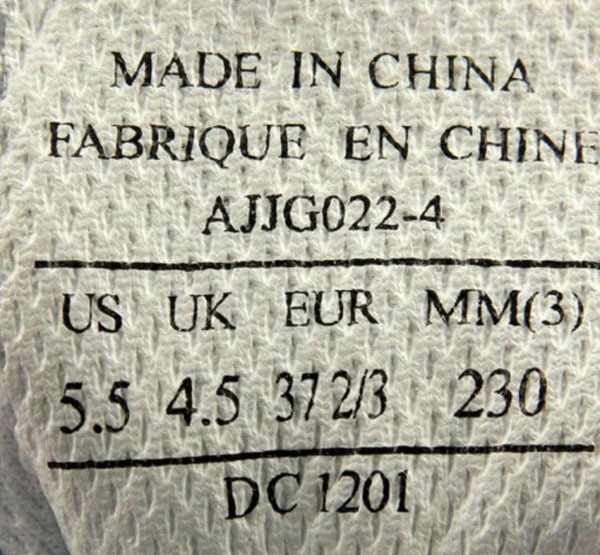 MADE IN CHINA
FABRIQUE EN CHINE
AJJG022-4
US UK EUR MM(3)
5.5 4.5 37 2/3 230
DC 1201